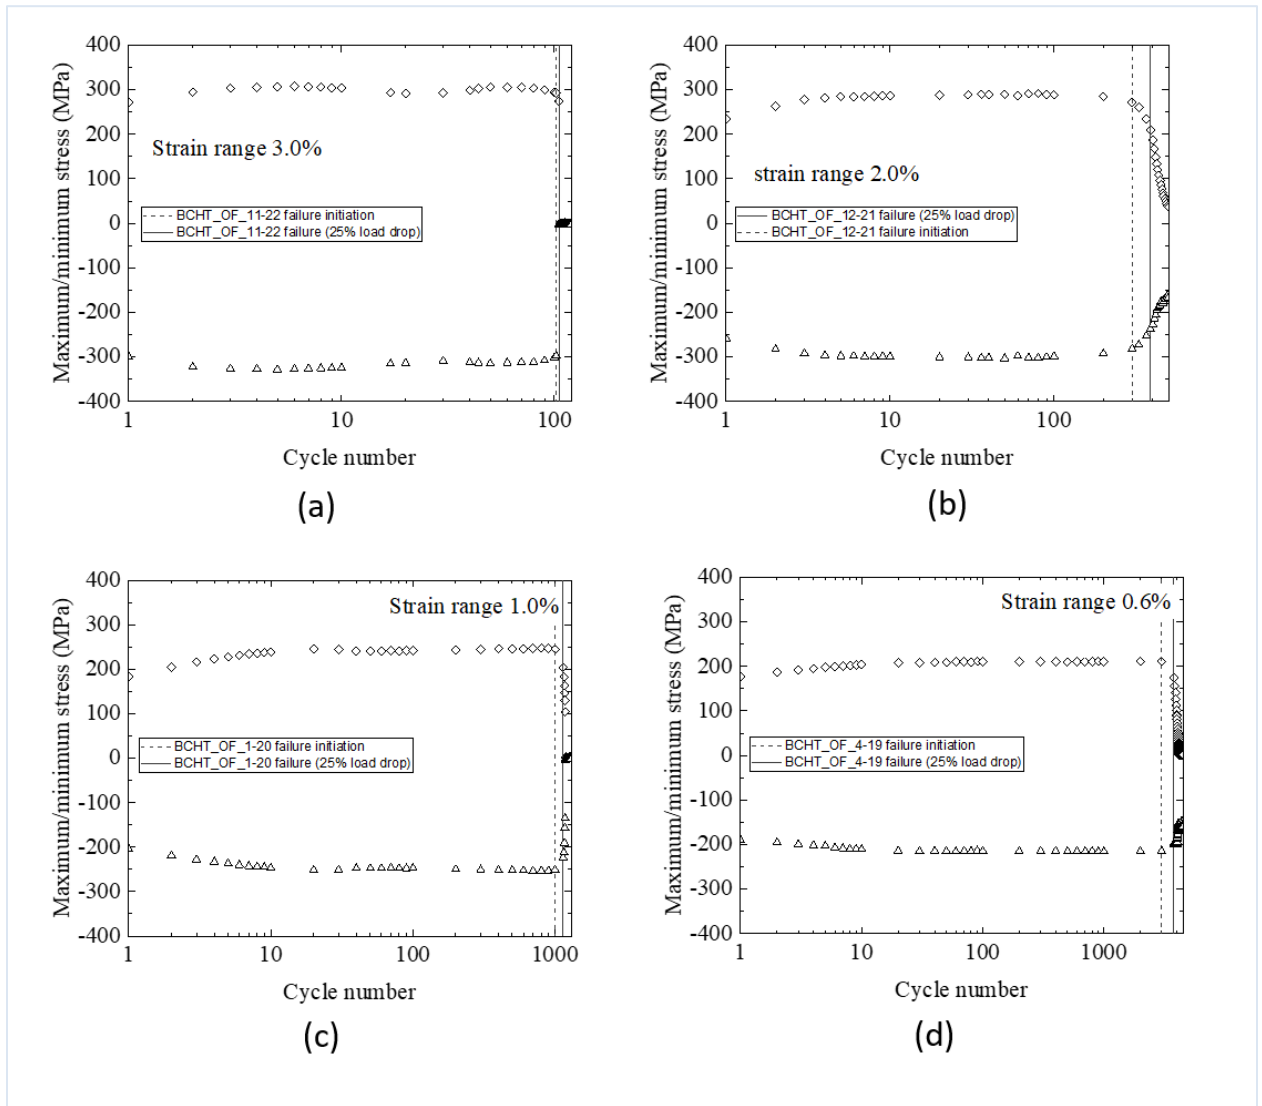 400
300
200
100
0
-100
-200
-300
-400
Maximum/minimum stress (MPa)
Strain range 3.0%
BCHT_OF_11-22 failure initiation
BCHT_OF_11-22 failure (25% load drop)
1 10 100
Cycle number
(a)
400
300
200
100
0
-100
-200
-300
-400
Maximum/minimum stress (MPa)
strain range 2.0%
BCHT_OF_12-21 failure (25% load drop)
BCHT_OF_12-21 failure initiation
1 10 100
Cycle number
(b)
400
300
200
100
0
-100
-200
-300
-400
Maximum/minimum stress (MPa)
Strain range 1.0%
BCHT_OF_1-20 failure initiation
BCHT_OF_1-20 failure (25% load drop)
1 10 100 1000
Cycle number
(c)
400
300
200
100
0
-100
-200
-300
-400
Maximum/minimum stress (MPa)
Strain range 0.6%
BCHT_OF_4-19 failure initiation
BCHT_OF_4-19 failure (25% load drop)
1 10 100 1000
Cycle number
(d)